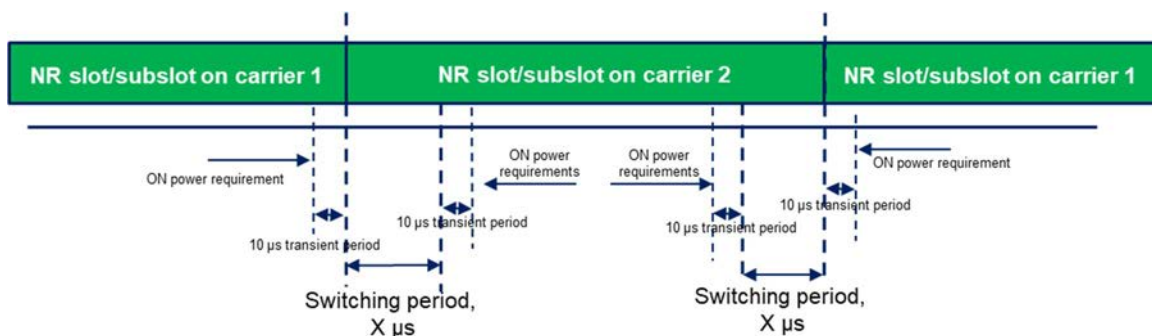 NR slot/subslot on carrier 1
NR slot/subslot on carrier 2
NR slot/subslot on carrier 1
ON power requirement
ON power
requirements
ON power
requirements
ON power requirement
10 µs transient period
10 µs transient period
10 µs transient period
10 µs transient period
Switching period,
X µs
Switching period,
X µs